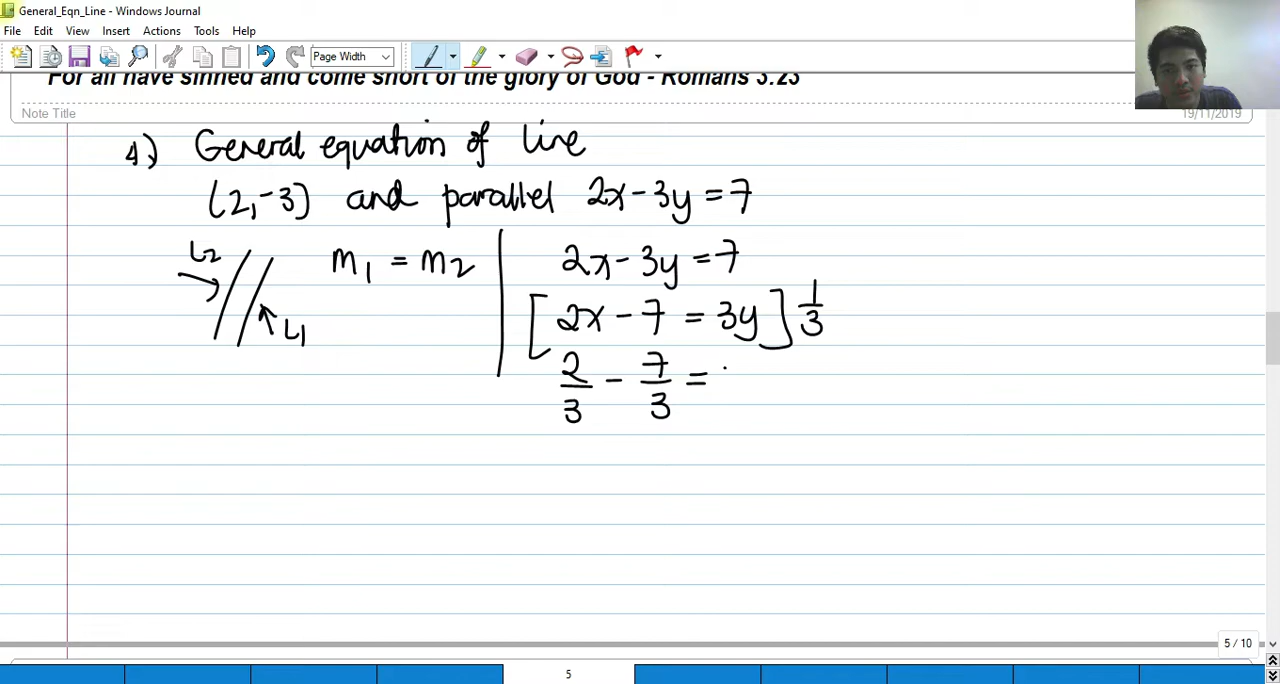 General_Eqn_Line - Windows Journal
File Edit View Insert Actions Tools Help
Page Width
For all have sinned and come short of the glory of God - Romans 3:23
Note Title
19/11/2019
4.) General equation of line
(2,-3) and parallel 2x-3y=7
L2
L1
m1 = m2
2x-3y=7
[2x-7=3y] 1/3
2/3 - 7/3 =
5 / 10
5